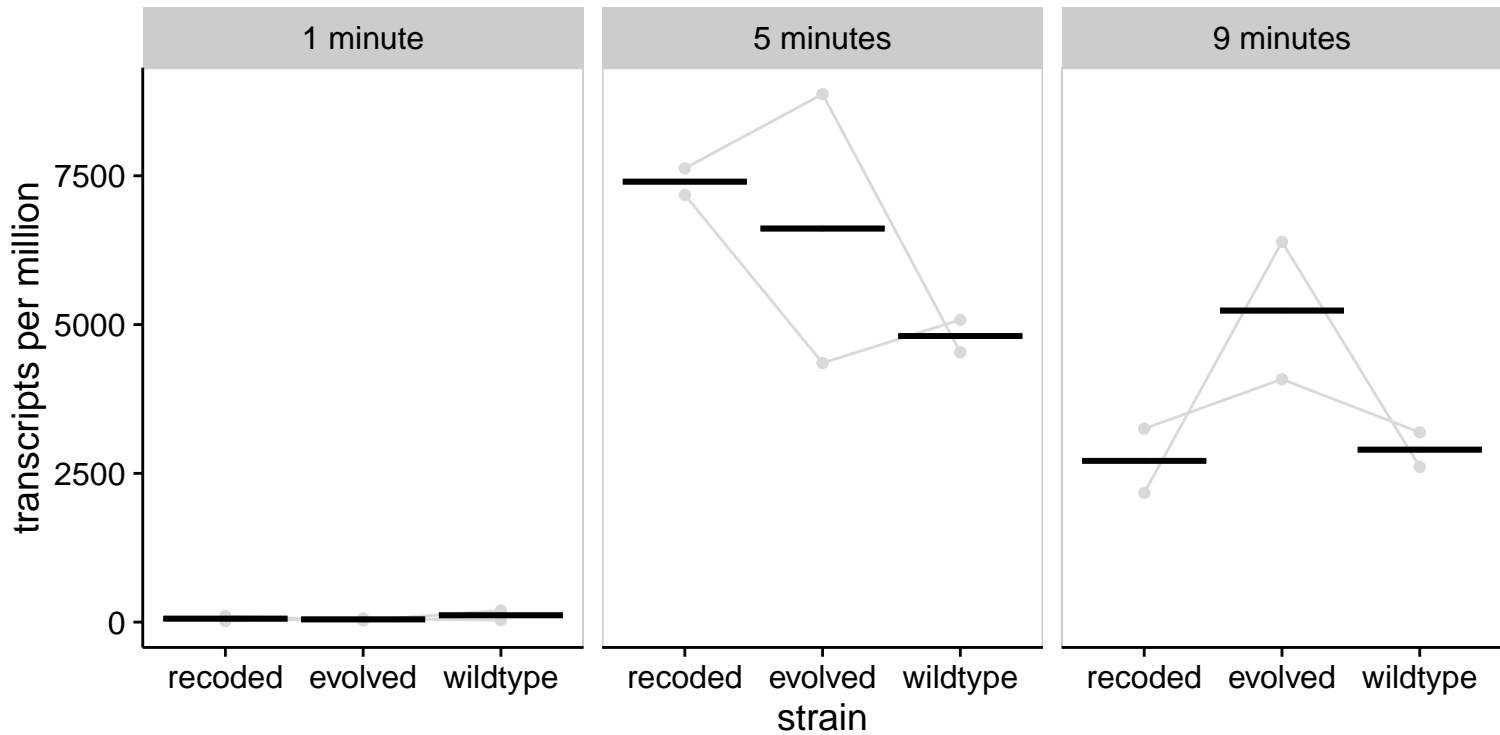 1 minute
5 minutes
9 minutes
transcripts per million
7500
5000
2500
0
recoded evolved wildtype
recoded evolved wildtype
recoded evolved wildtype
strain